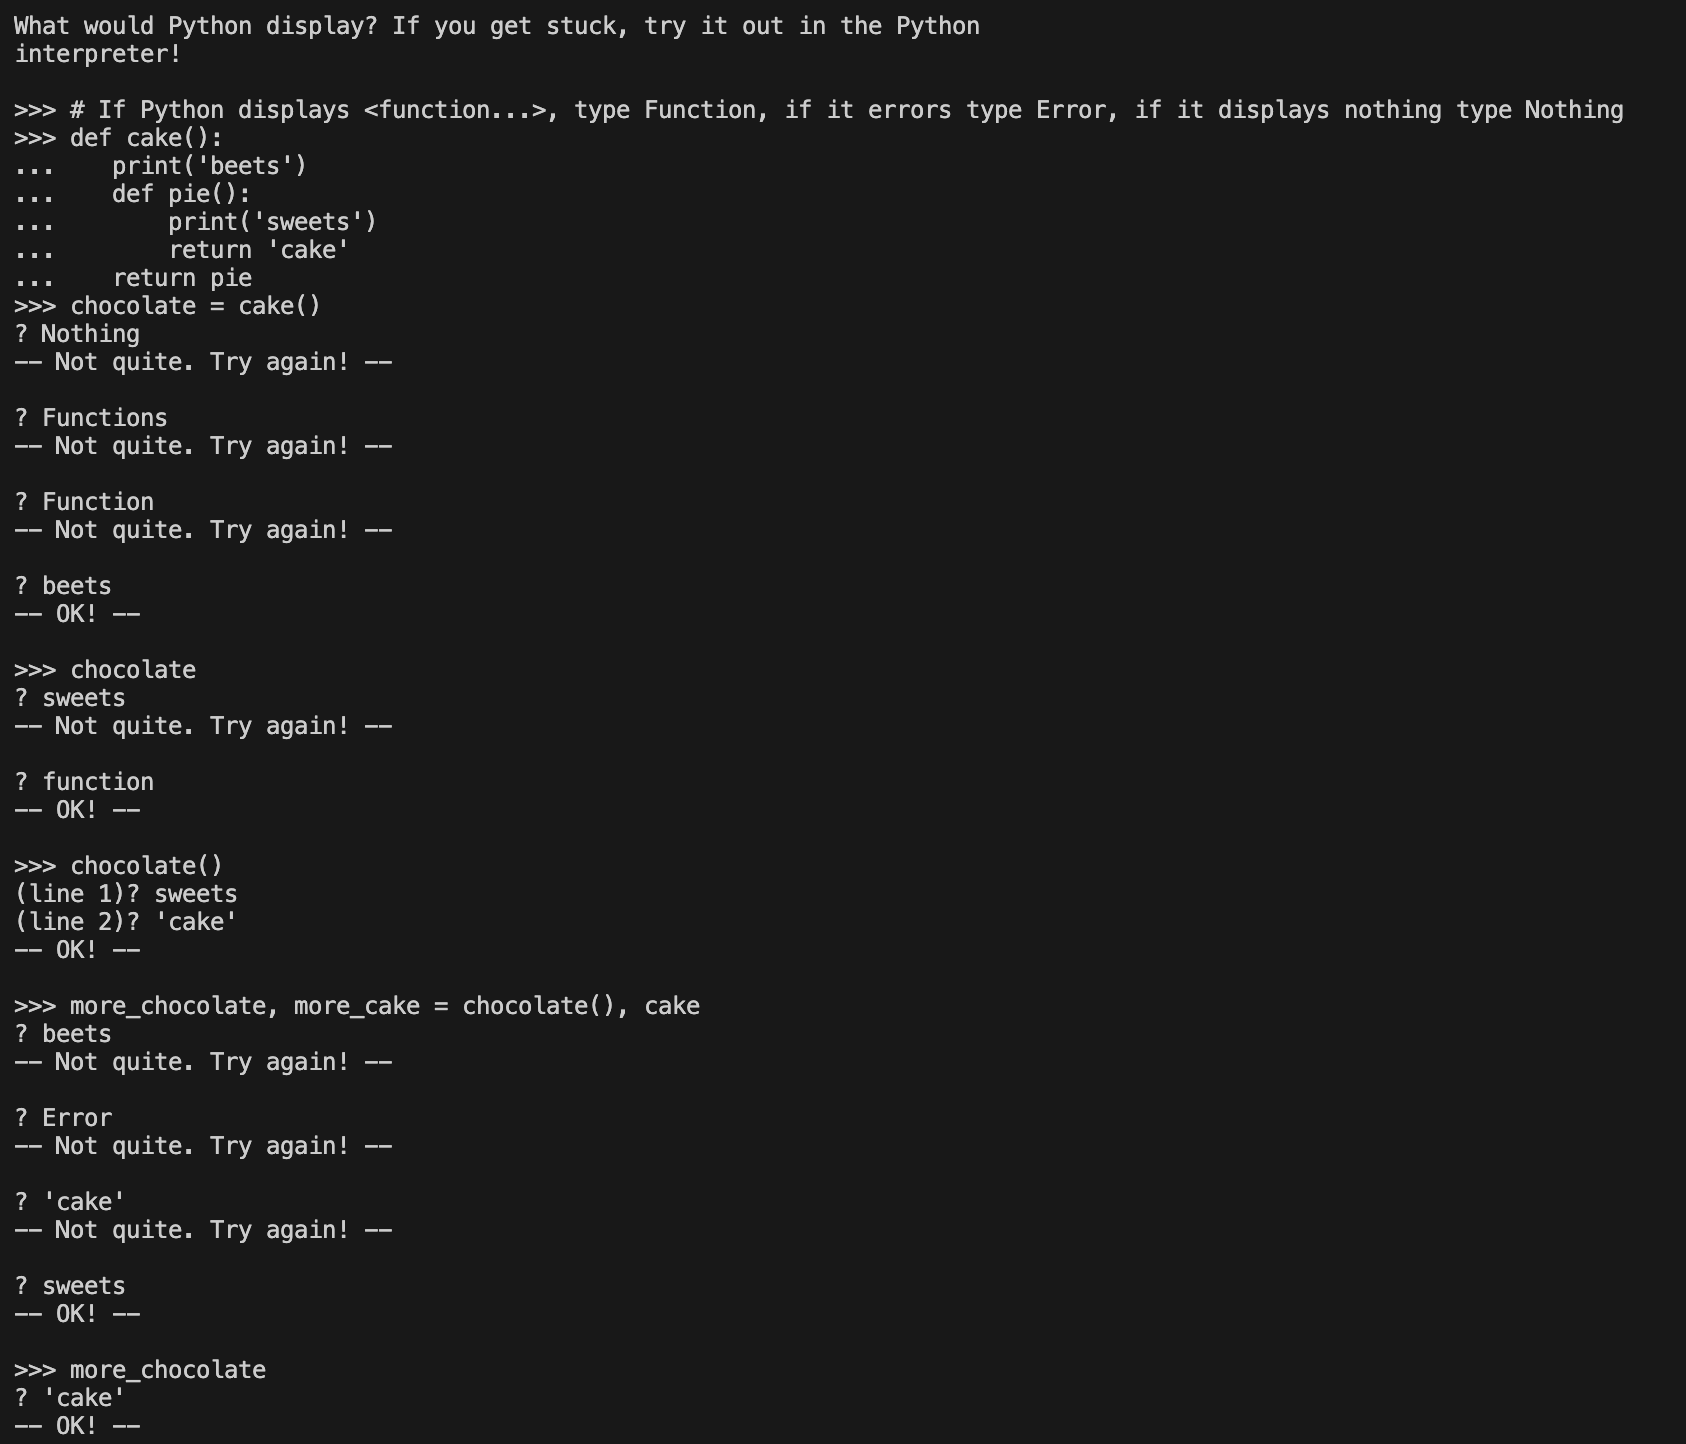 What would Python display? If you get stuck, try it out in the Python
interpreter!

>>> # If Python displays <function...>, type Function, if it errors type Error, if it displays nothing type Nothing
>>> def cake():
...    print('beets')
...    def pie():
...        print('sweets')
...        return 'cake'
...    return pie
>>> chocolate = cake()
? Nothing
-- Not quite. Try again! --

? Functions
-- Not quite. Try again! --

? Function
-- Not quite. Try again! --

? beets
-- OK! --

>>> chocolate
? sweets
-- Not quite. Try again! --

? function
-- OK! --

>>> chocolate()
(line 1)? sweets
(line 2)? 'cake'
-- OK! --

>>> more_chocolate, more_cake = chocolate(), cake
? beets
-- Not quite. Try again! --

? Error
-- Not quite. Try again! --

? 'cake'
-- Not quite. Try again! --

? sweets
-- OK! --

>>> more_chocolate
? 'cake'
-- OK! --